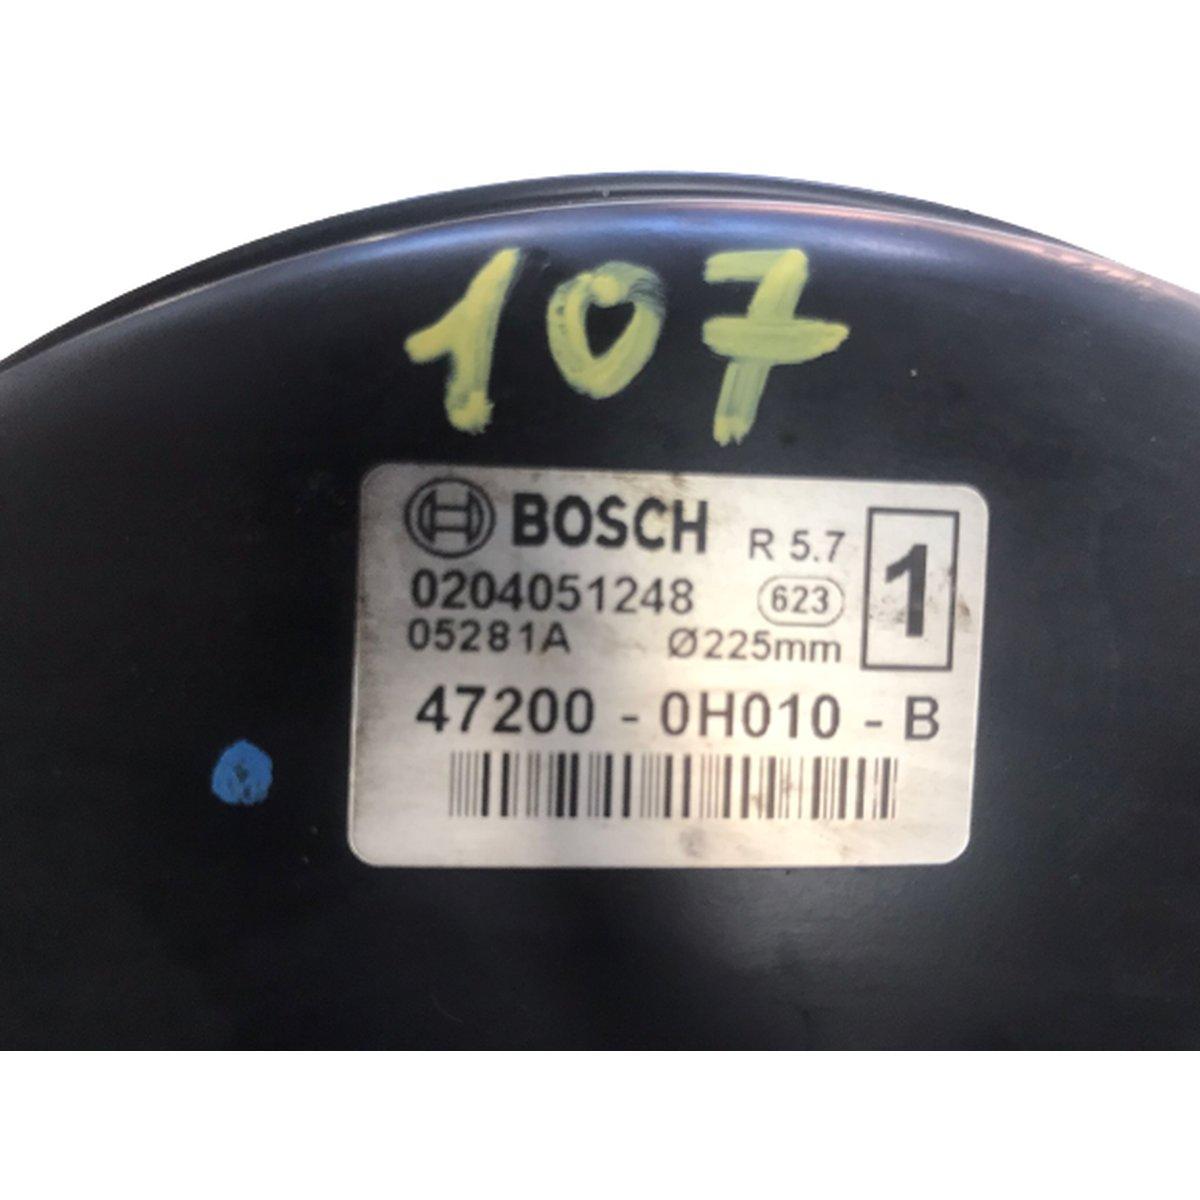 107
BOSCH R 5.7 1
0204051248 623
05281A Ø225mm
47200 - 0H010 - B